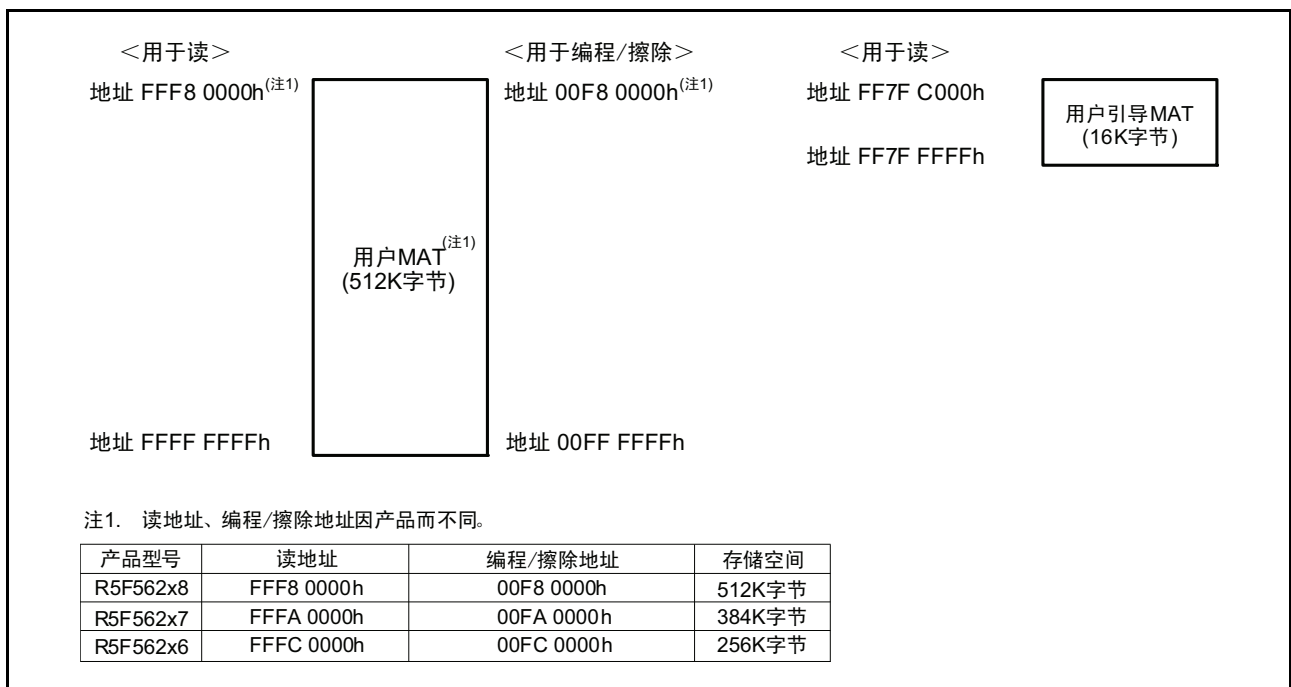 <用于读> <用于编程/擦除> <用于读>
地址 FFF8 0000h(注1) 地址 00F8 0000h(注1) 地址 FF7F C000h
用户引导MAT
(16K字节)
地址 FF7F FFFFh
用户MAT(注1)
(512K字节)
地址 FFFF FFFFh 地址 00FF FFFFh
注1. 读地址、编程/擦除地址因产品而不同。
产品型号 读地址 编程/擦除地址 存储空间
R5F562x8 FFF8 0000h 00F8 0000h 512K字节
R5F562x7 FFFA 0000h 00FA 0000h 384K字节
R5F562x6 FFFC 0000h 00FC 0000h 256K字节